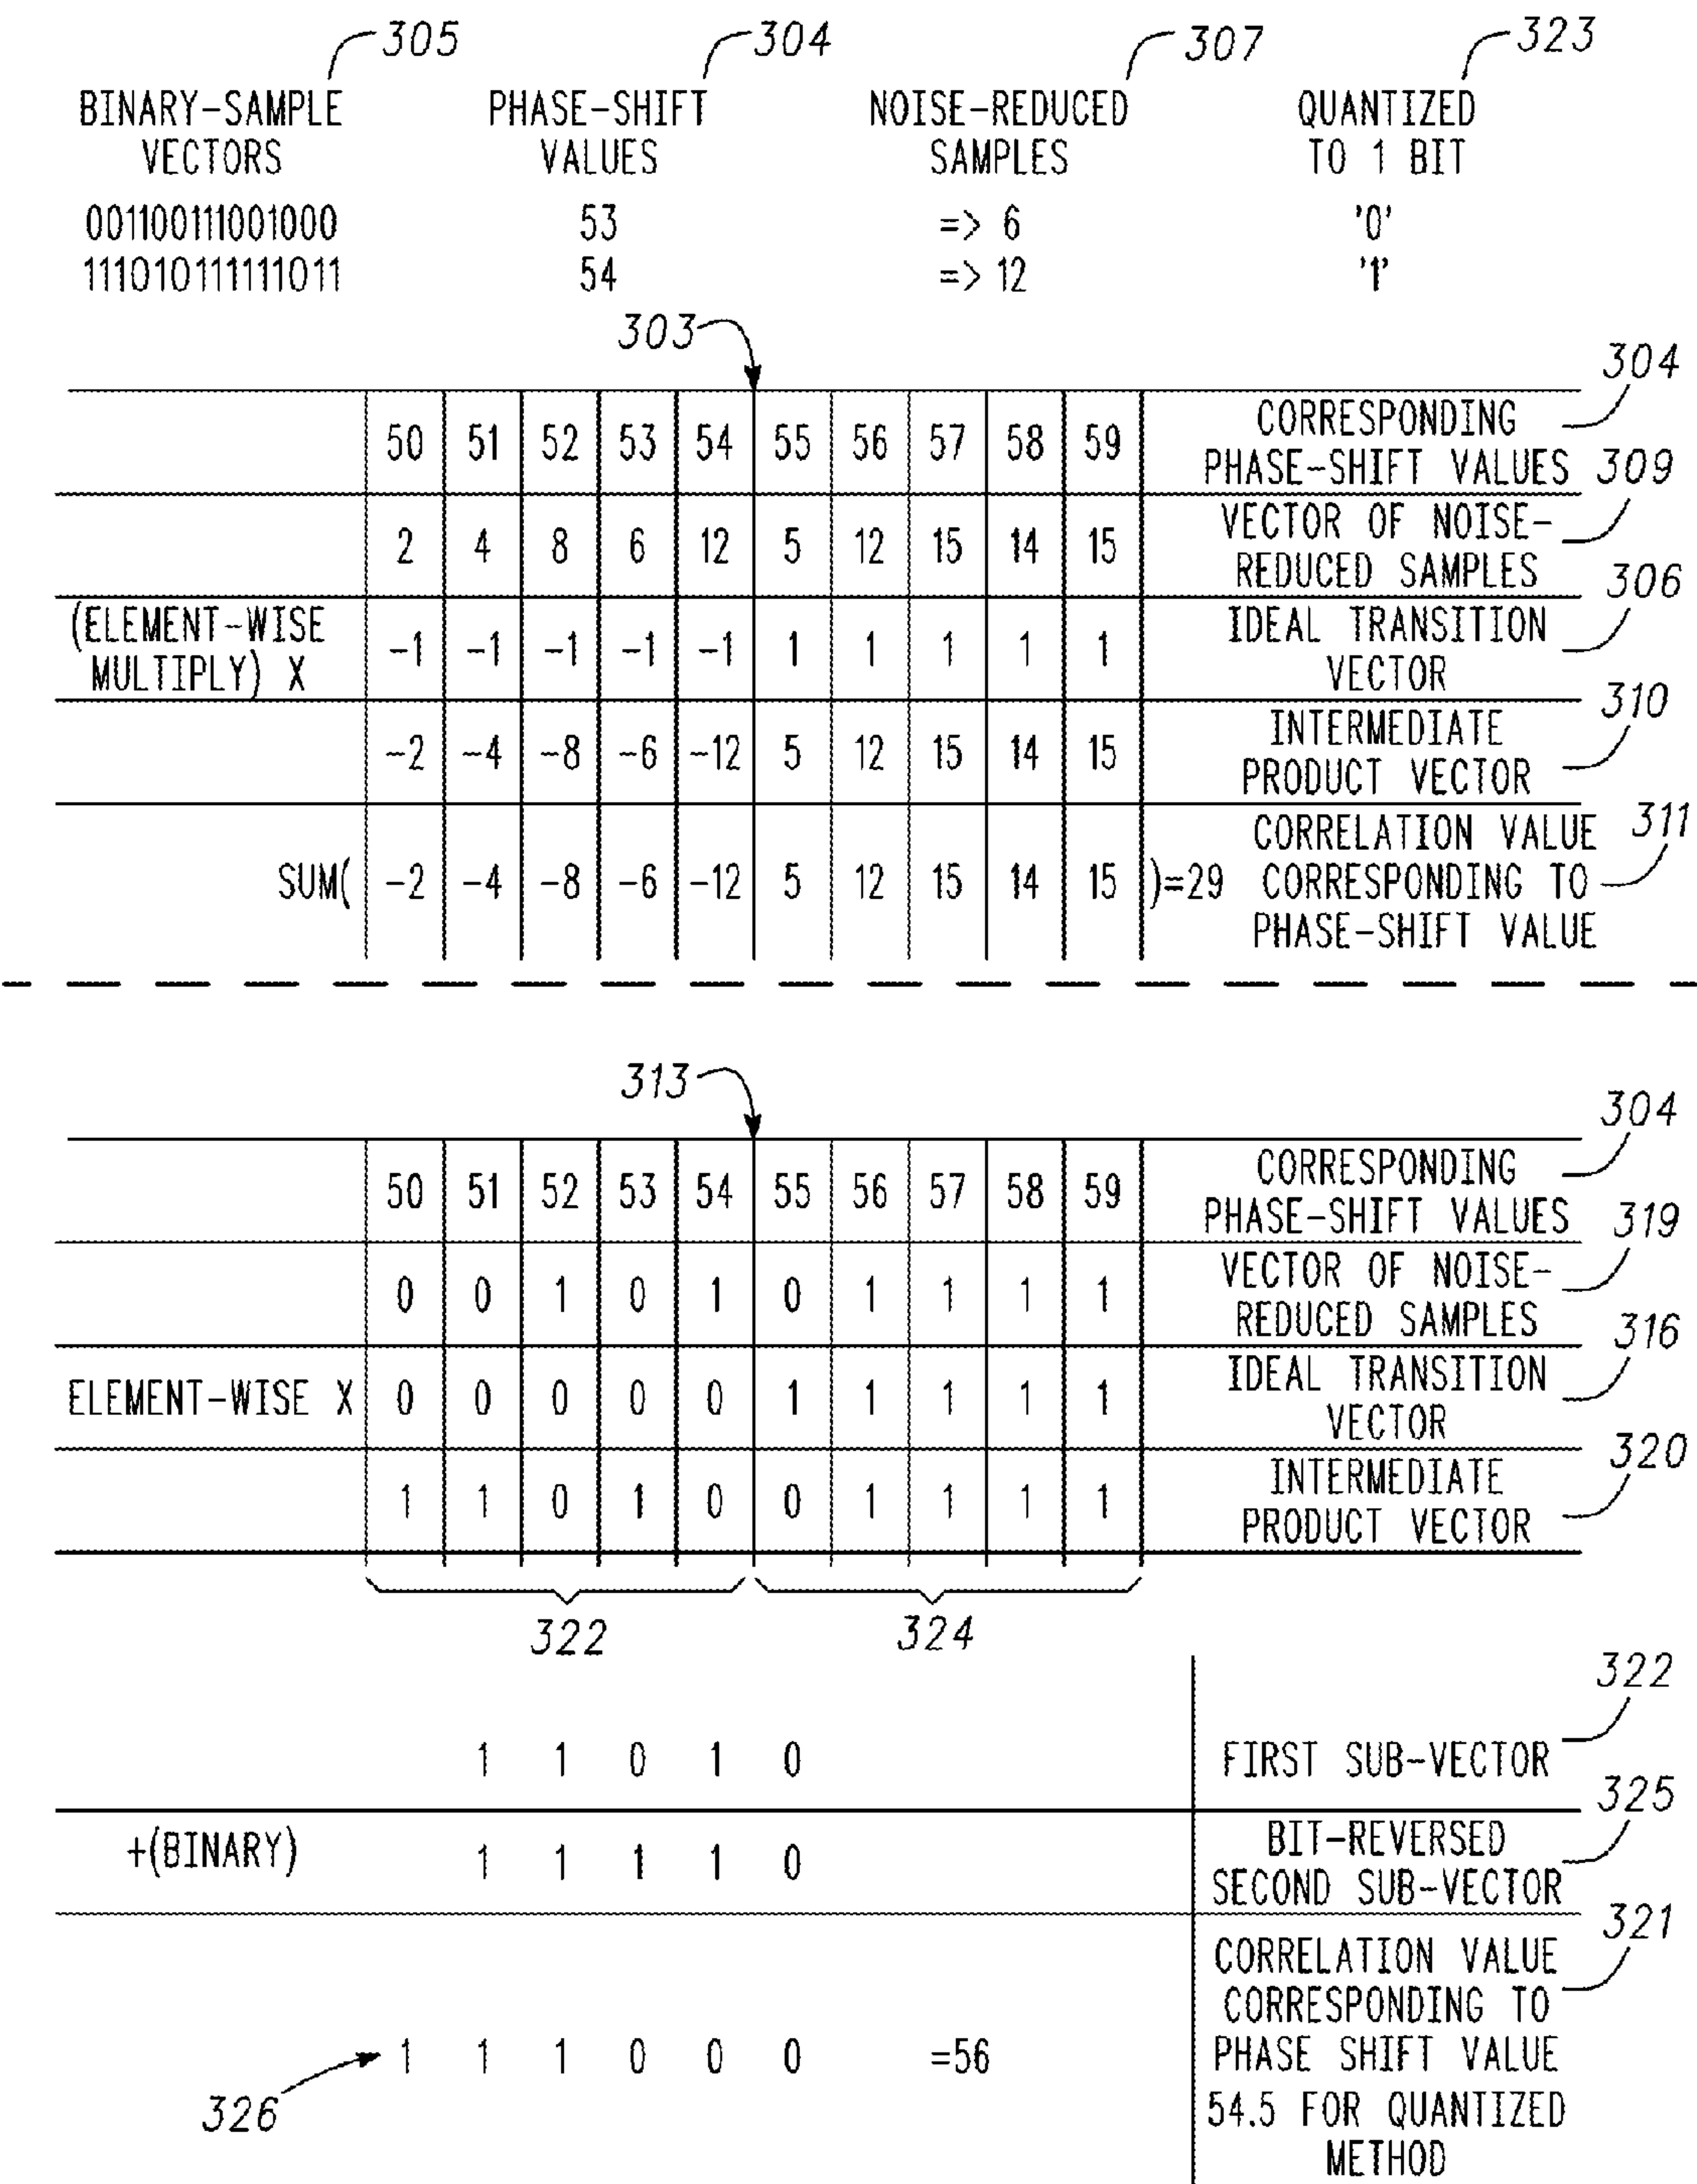 305 304 307 323
BINARY-SAMPLE VECTORS PHASE-SHIFT VALUES NOISE-REDUCED SAMPLES QUANTIZED TO 1 BIT
001100111001000 53 => 6 '0'
111010111111011 54 => 12 '1'
303
304
50 51 52 53 54 55 56 57 58 59 CORRESPONDING
PHASE-SHIFT VALUES 309
2 4 8 6 12 5 12 15 14 15 VECTOR OF NOISE-
REDUCED SAMPLES 306
(ELEMENT-WISE
MULTIPLY) X -1 -1 -1 -1 -1 1 1 1 1 1 IDEAL TRANSITION
VECTOR 310
-2 -4 -8 -6 -12 5 12 15 14 15 INTERMEDIATE
PRODUCT VECTOR
SUM( -2 -4 -8 -6 -12 5 12 15 14 15 )=29 CORRELATION VALUE 311
CORRESPONDING TO
PHASE-SHIFT VALUE
313
304
50 51 52 53 54 55 56 57 58 59 CORRESPONDING
PHASE-SHIFT VALUES 319
0 0 1 0 1 0 1 1 1 1 VECTOR OF NOISE-
REDUCED SAMPLES 316
ELEMENT-WISE X 0 0 0 0 0 1 1 1 1 1 IDEAL TRANSITION
VECTOR 320
1 1 0 1 0 0 1 1 1 1 INTERMEDIATE
PRODUCT VECTOR
322 324
322
1 1 0 1 0 FIRST SUB-VECTOR
325
+(BINARY) 1 1 1 1 0 BIT-REVERSED
SECOND SUB-VECTOR
321
CORRELATION VALUE
CORRESPONDING TO
1 1 1 0 0 0 =56 PHASE SHIFT VALUE
326
54.5 FOR QUANTIZED
METHOD